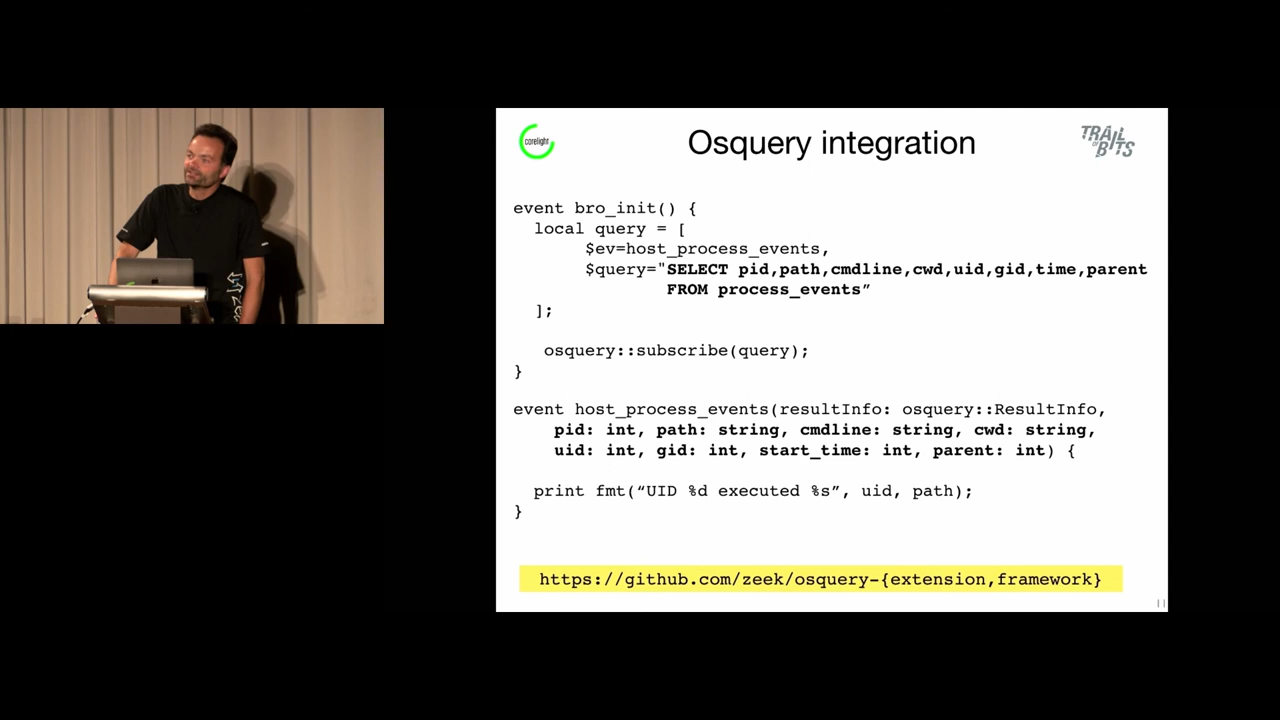 corelight
Osquery integration
TRAIL
OF
BITS
event bro_init() {
local query = [
$ev=host_process_events,
$query="SELECT pid,path,cmdline,cwd,uid,gid,time,parent
FROM process_events”
];
osquery::subscribe(query);
}
event host_process_events(resultInfo: osquery::ResultInfo,
pid: int, path: string, cmdline: string, cwd: string,
uid: int, gid: int, start_time: int, parent: int) {
print fmt(“UID %d executed %s”, uid, path);
}
https://github.com/zeek/osquery-{extension,framework}
11